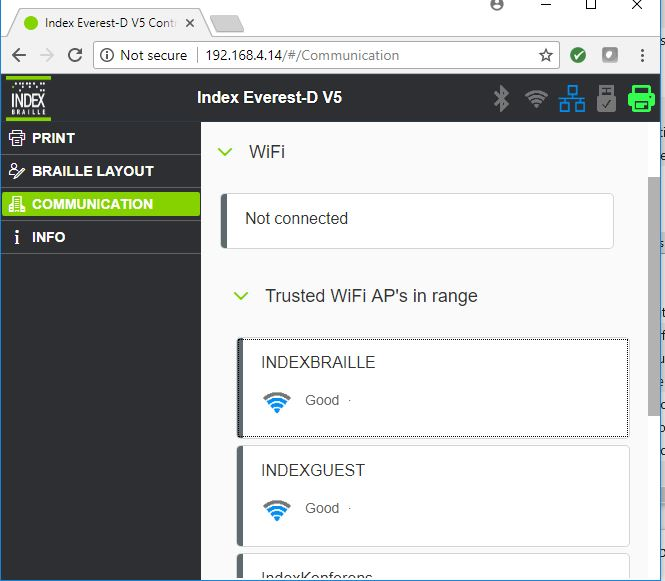 Index Everest-D V5 Contr
Not secure 192.168.4.14/#/Communication
INDEX
BRAILLE
Index Everest-D V5
PRINT
BRAILLE LAYOUT
COMMUNICATION
INFO
WiFi
Not connected
Trusted WiFi AP's in range
INDEXBRAILLE
Good ·
INDEXGUEST
Good ·
IndexKonferens